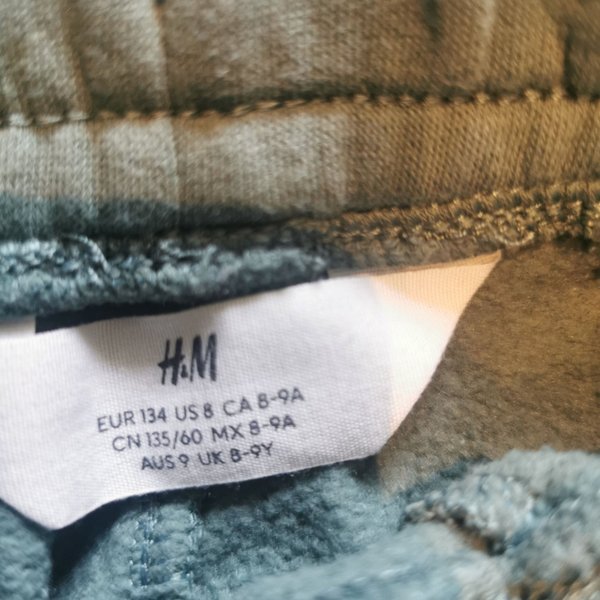 H&M
EUR 134 US 8 CA 8-9A
CN 135/60 MX 8-9A
AUS 9 UK 8-9Y